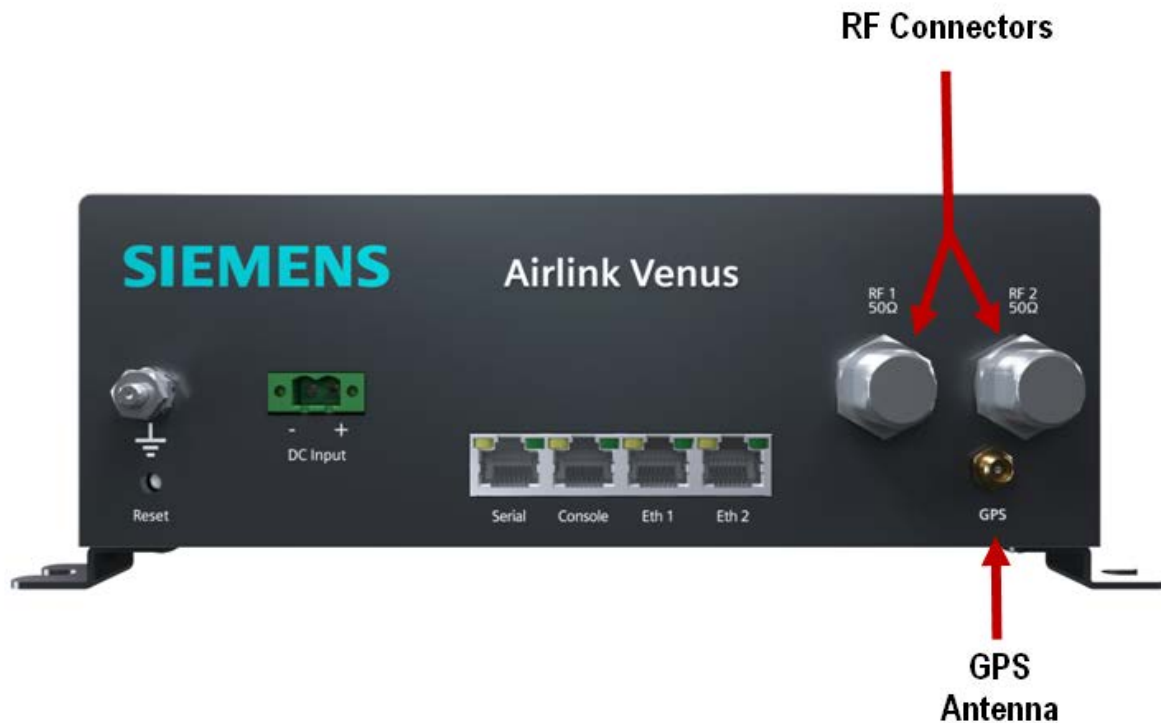 RF Connectors
SIEMENS
Airlink Venus
RF 1
50Ω
RF 2
50Ω
- +
DC Input
Reset
Serial
Console
Eth 1
Eth 2
GPS
GPS
Antenna